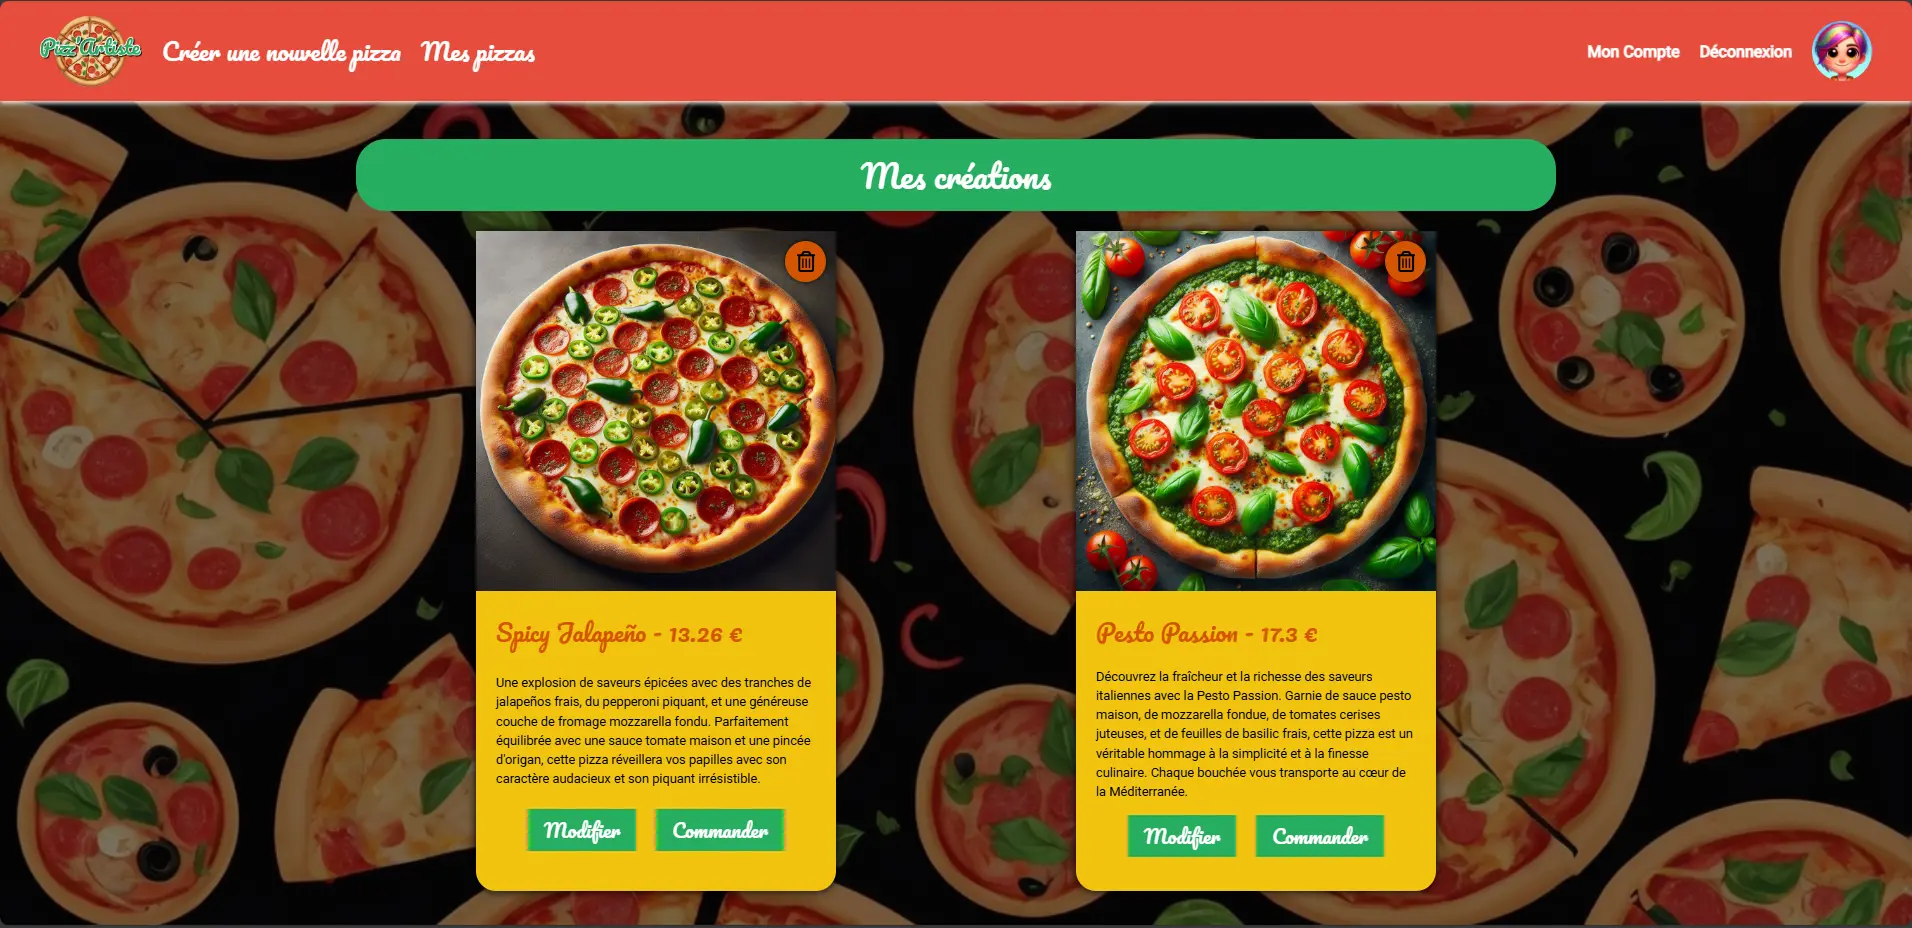 Pizz'Artiste
Créer une nouvelle pizza
Mes pizzas
Mon Compte
Déconnexion
Mes créations
Spicy Jalapeño - 13.26 €
Une explosion de saveurs épicées avec des tranches de
jalapeños frais, du pepperoni piquant, et une généreuse
couche de fromage mozzarella fondu. Parfaitement
équilibrée avec une sauce tomate maison et une pincée
d'origan, cette pizza réveillera vos papilles avec son
caractère audacieux et son piquant irrésistible.
Modifier
Commander
Pesto Passion - 17.3 €
Découvrez la fraîcheur et la richesse des saveurs
italiennes avec la Pesto Passion. Garnie de sauce pesto
maison, de mozzarella fondue, de tomates cerises
juteuses, et de feuilles de basilic frais, cette pizza est un
véritable hommage à la simplicité et à la finesse
culinaire. Chaque bouchée vous transporte au cœur de
la Méditerranée.
Modifier
Commander